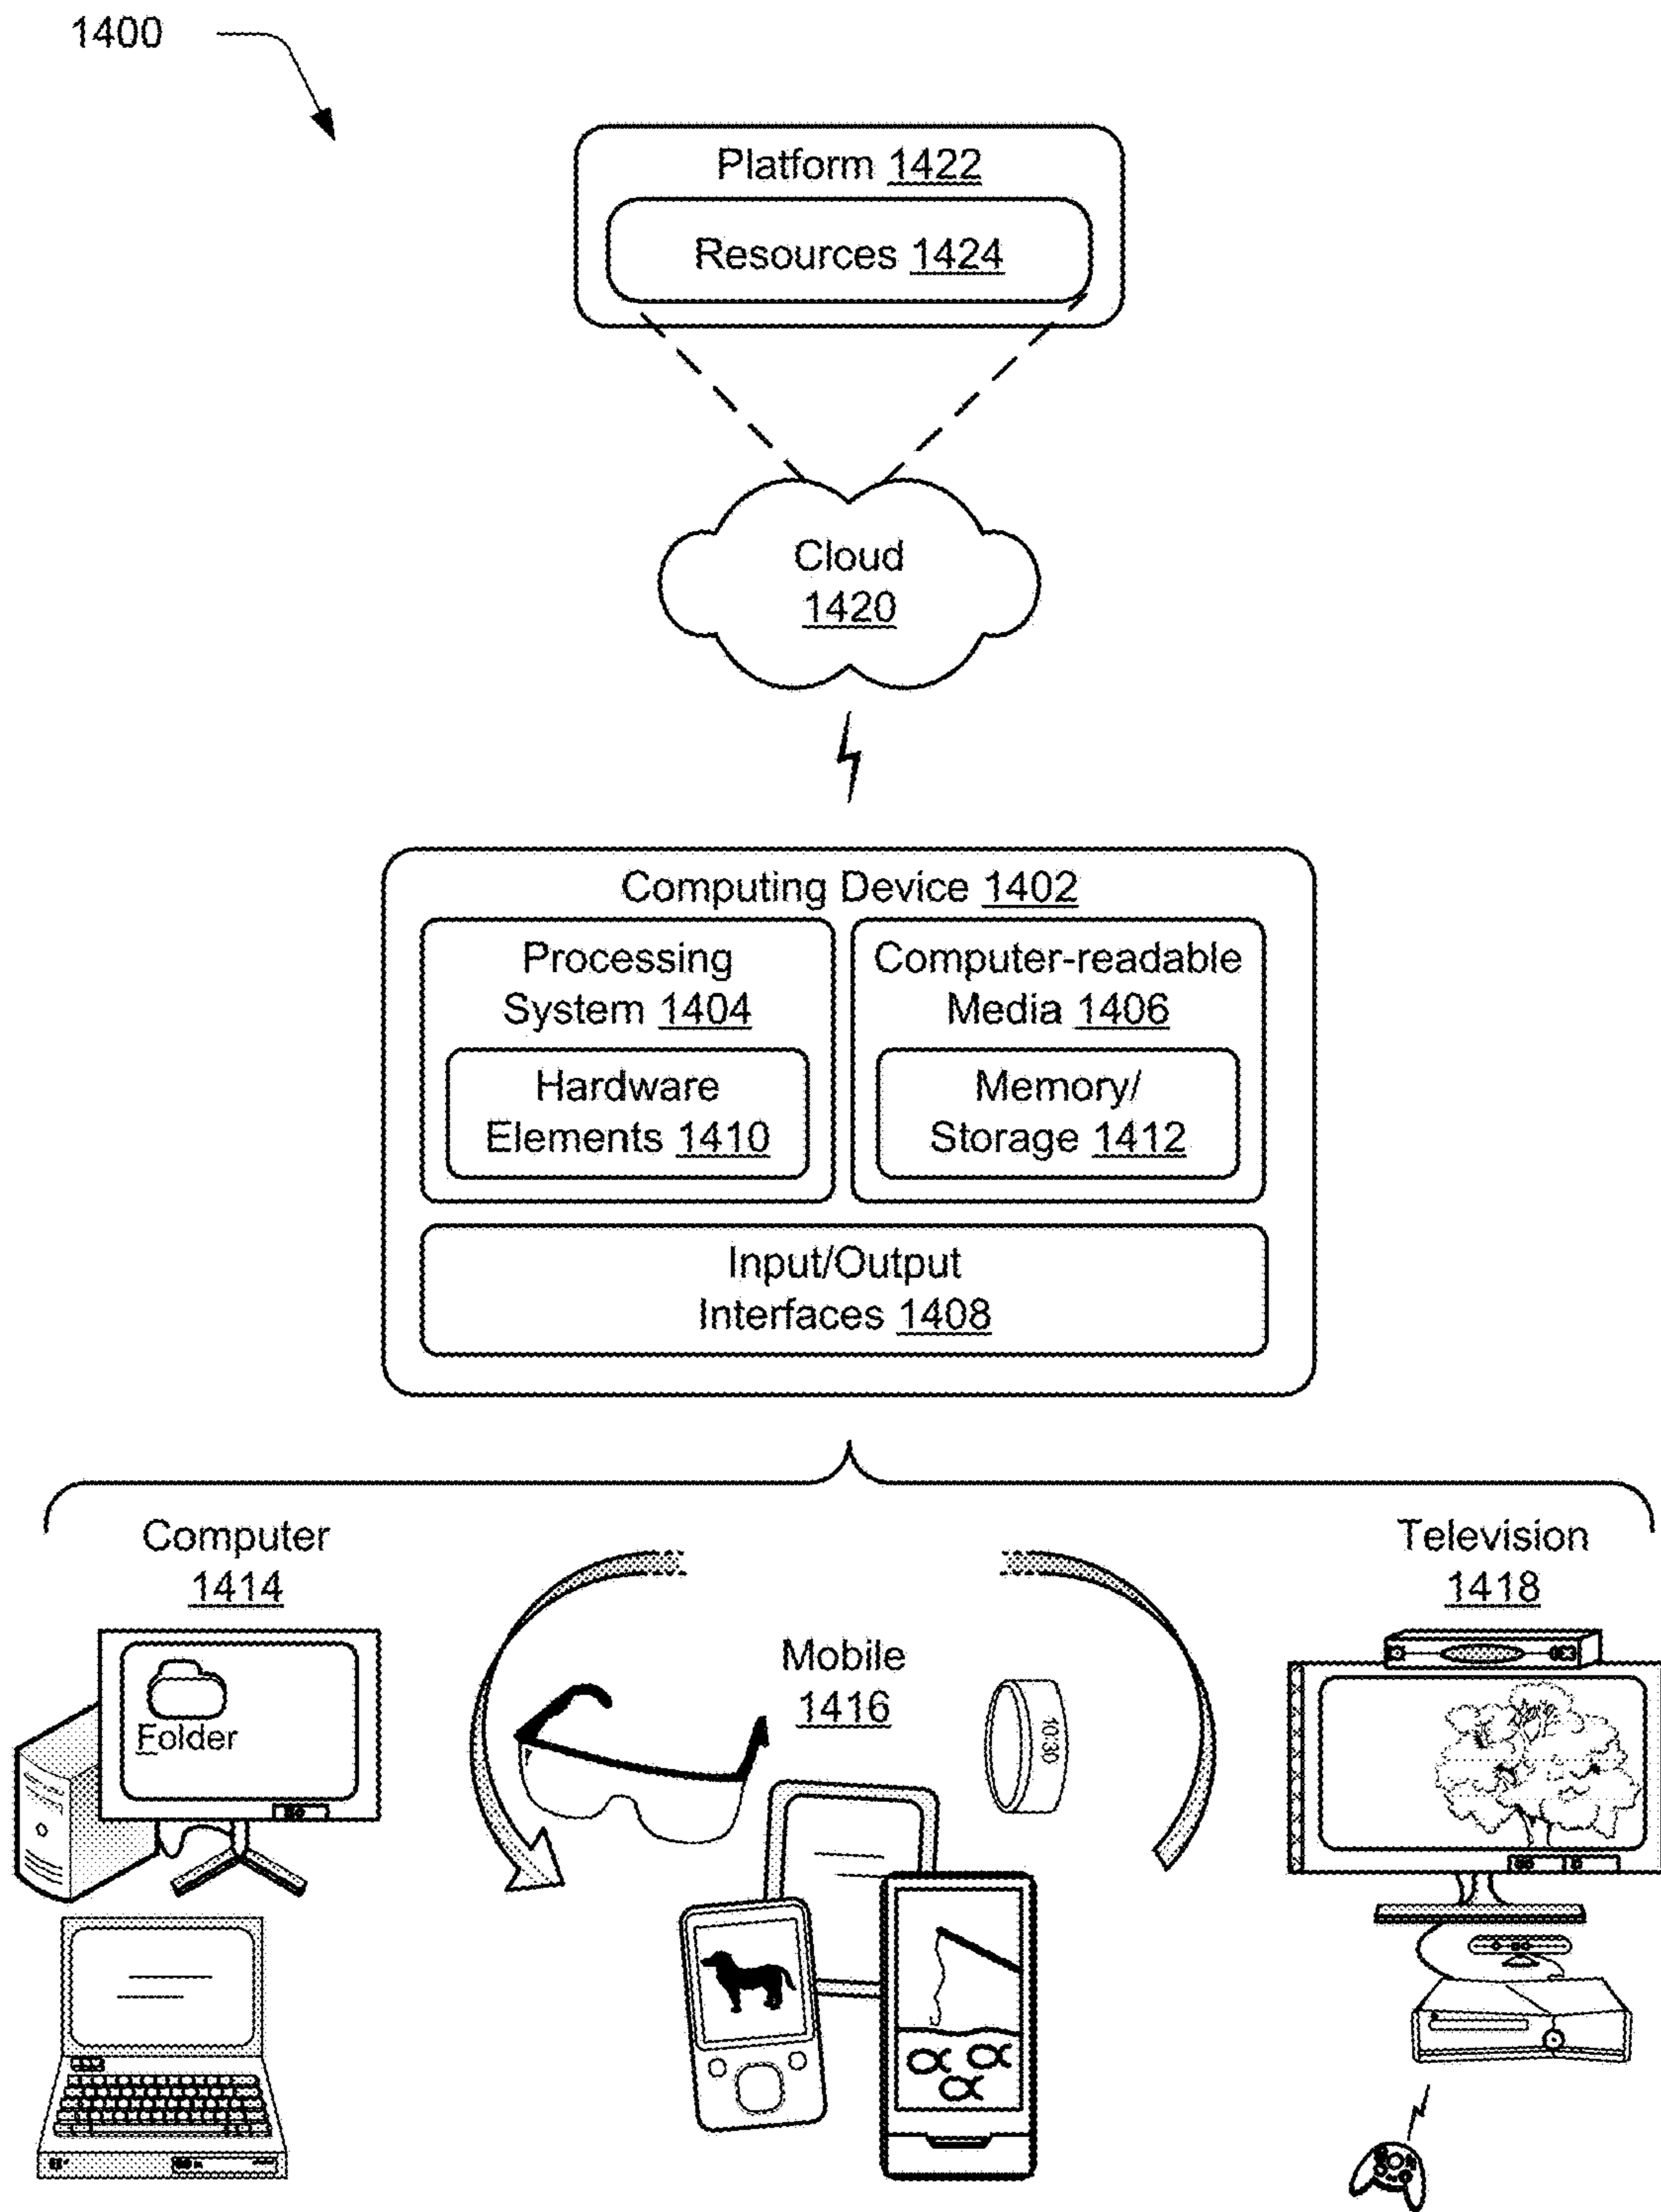 1400
Platform 1422
Resources 1424
Cloud
1420
Computing Device 1402
Processing
System 1404
Hardware
Elements 1410
Computer-readable
Media 1406
Memory/
Storage 1412
Input/Output
Interfaces 1408
Computer
1414
Folder
Mobile
1416
10:30
Television
1418